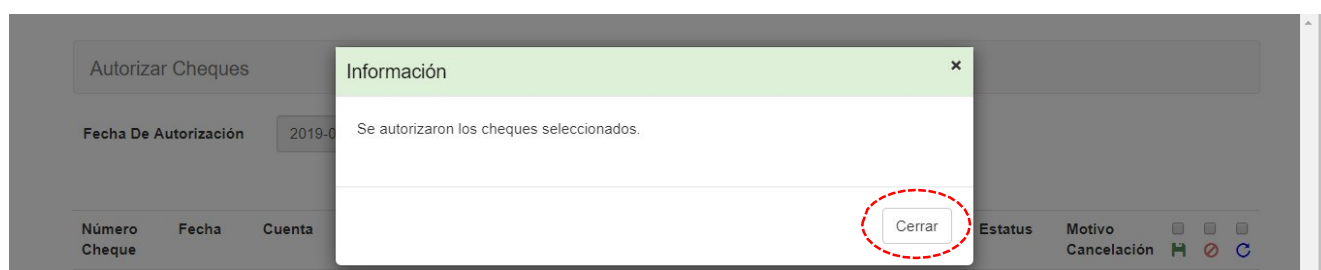 Autorizar Cheques
Información ×
Fecha De Autorización 2019-0
Se autorizaron los cheques seleccionados.
Cerrar
Número Cheque Fecha Cuenta Estatus Motivo Cancelación